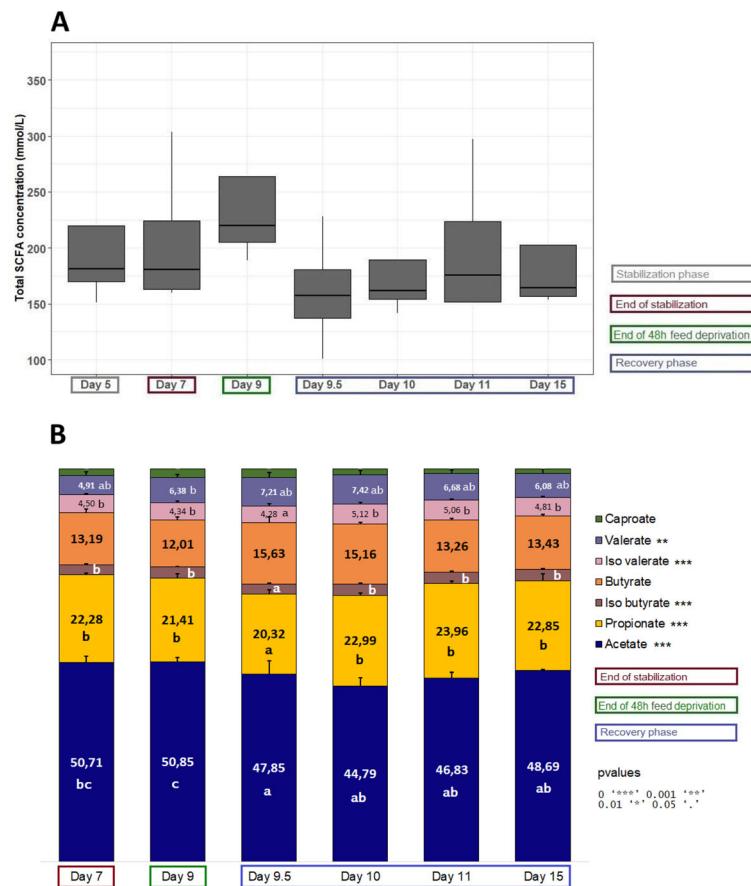 A
Total SCFA concentration (mmol/L)
350
300
250
200
150
100
Day 5
Day 7
Day 9
Day 9.5
Day 10
Day 11
Day 15
Stabilization phase
End of stabilization
End of 48h feed deprivation
Recovery phase
B
4,91 ab
6,38 b
7,21 ab
7,42 ab
6,68 ab
6,08 ab
4,50 b
4,34 b
4,28 a
5,12 b
5,06 b
4,81 b
13,19
12,01
15,63
15,16
13,26
13,43
b
b
a
b
b
b
22,28
b
21,41
b
20,32
a
22,99
b
23,96
b
22,85
b
50,71
bc
50,85
c
47,85
a
44,79
ab
46,83
ab
48,69
ab
Day 7
Day 9
Day 9.5
Day 10
Day 11
Day 15
Caproate
Valerate **
Iso valerate ***
Butyrate
Iso butyrate ***
Propionate ***
Acetate ***
End of stabilization
End of 48h feed deprivation
Recovery phase
pvalues
0 '***' 0.001 '**'
0.01 '*' 0.05 '.'